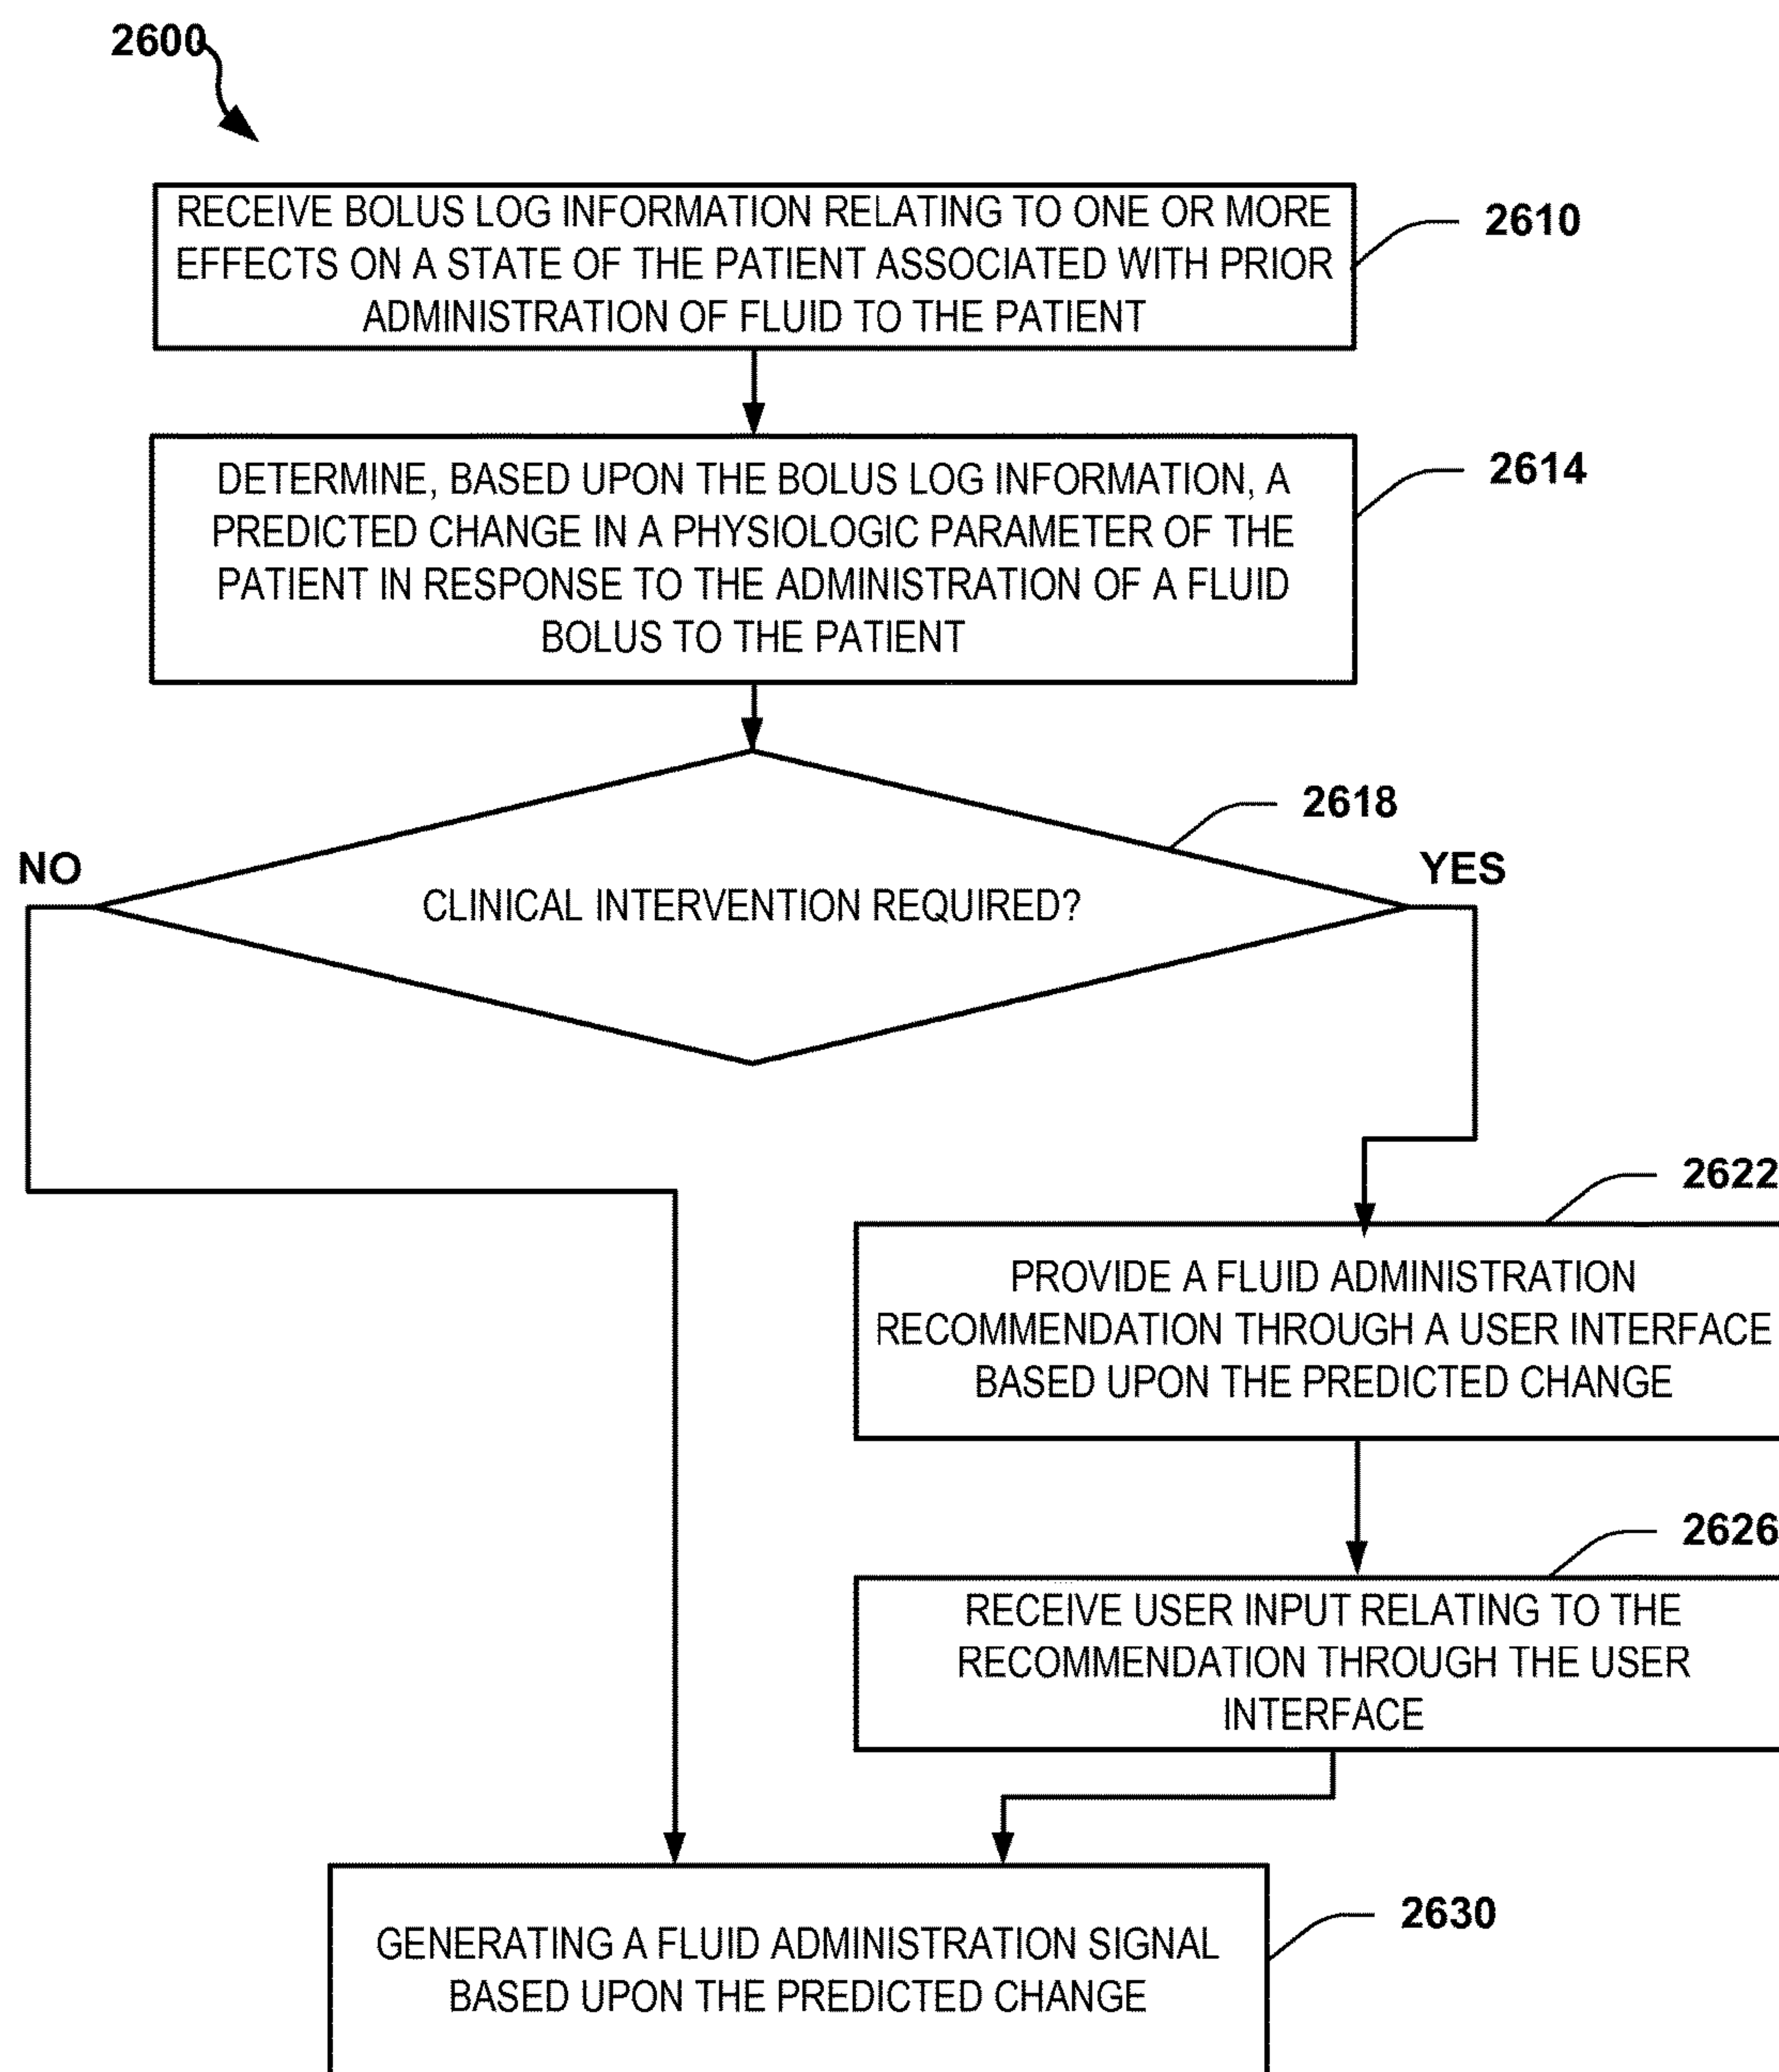 2600
RECEIVE BOLUS LOG INFORMATION RELATING TO ONE OR MORE
EFFECTS ON A STATE OF THE PATIENT ASSOCIATED WITH PRIOR
ADMINISTRATION OF FLUID TO THE PATIENT
2610
DETERMINE, BASED UPON THE BOLUS LOG INFORMATION, A
PREDICTED CHANGE IN A PHYSIOLOGIC PARAMETER OF THE
PATIENT IN RESPONSE TO THE ADMINISTRATION OF A FLUID
BOLUS TO THE PATIENT
2614
2618
NO
YES
CLINICAL INTERVENTION REQUIRED?
2622
PROVIDE A FLUID ADMINISTRATION
RECOMMENDATION THROUGH A USER INTERFACE
BASED UPON THE PREDICTED CHANGE
2626
RECEIVE USER INPUT RELATING TO THE
RECOMMENDATION THROUGH THE USER
INTERFACE
2630
GENERATING A FLUID ADMINISTRATION SIGNAL
BASED UPON THE PREDICTED CHANGE